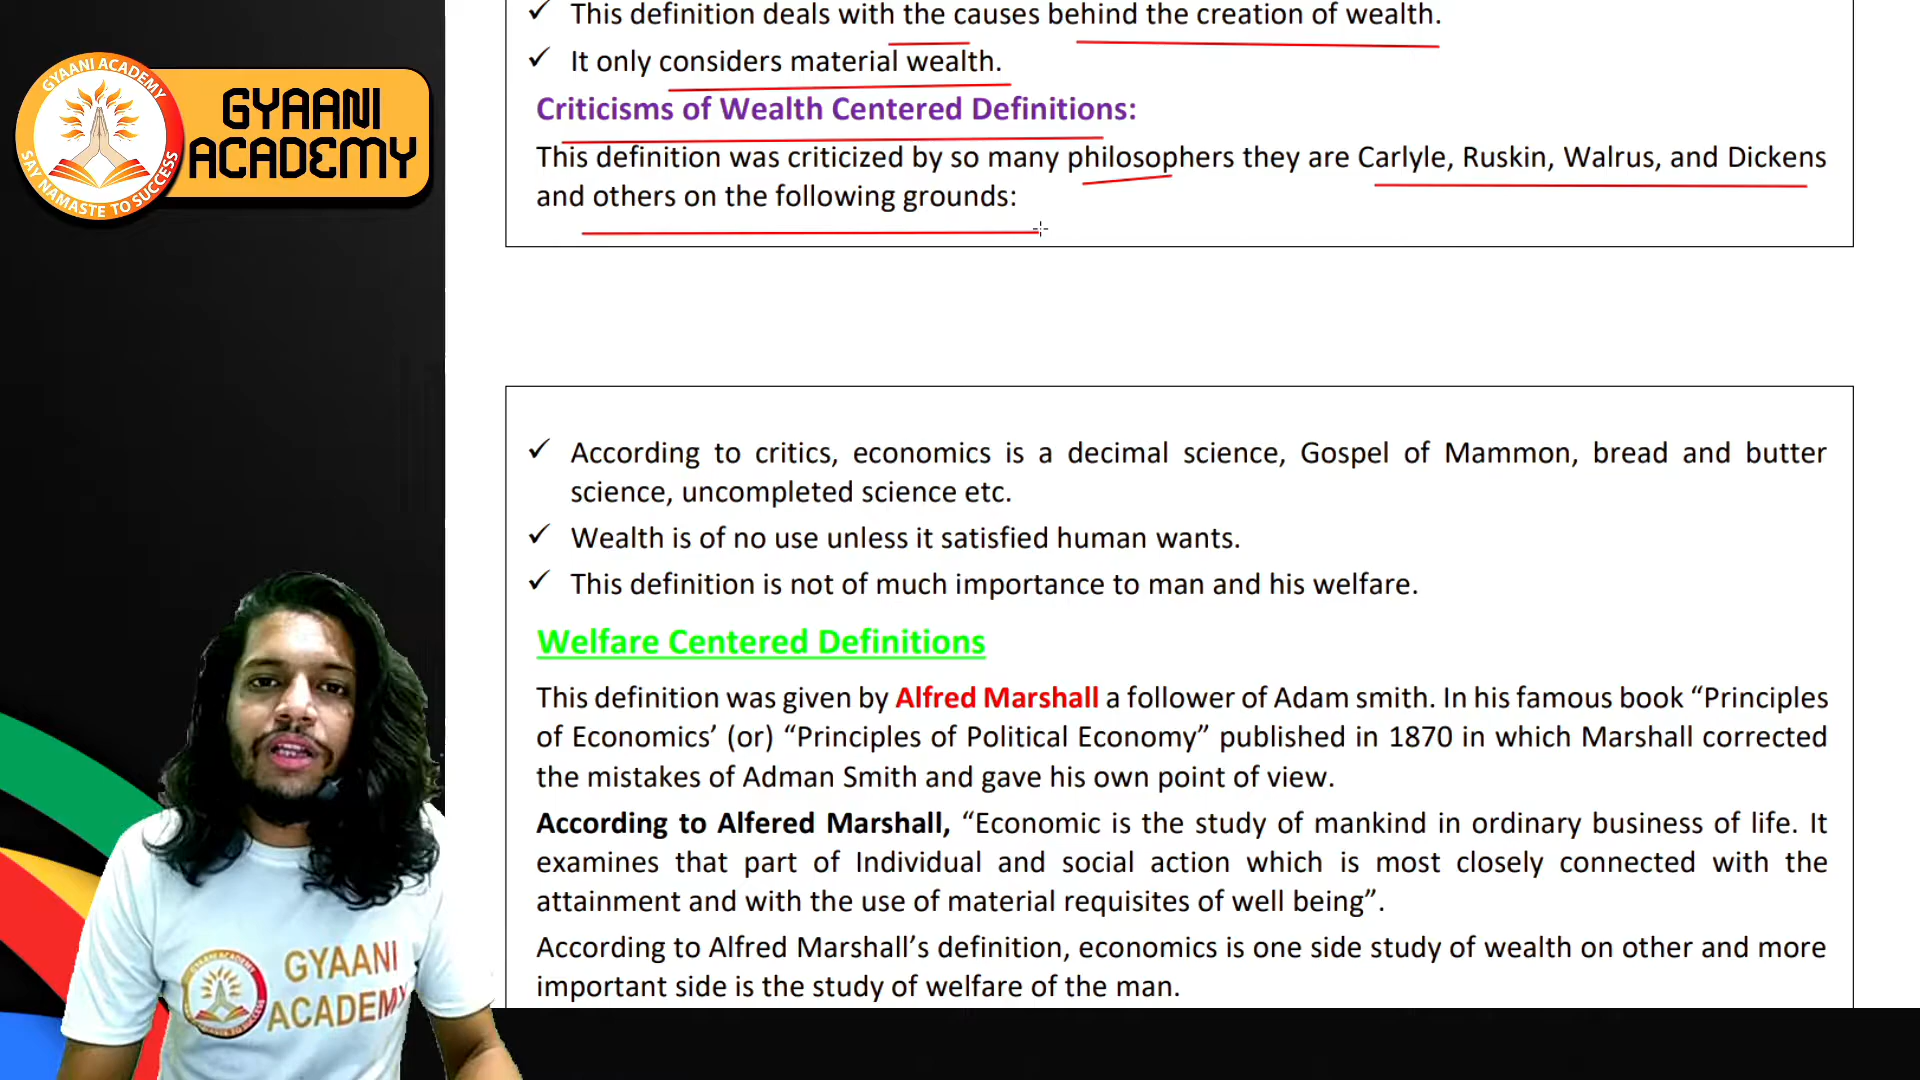 GYAANI ACADEMY
SAY NAMASTE TO SUCCESS
GYAANI
ACADEMY
✓ This definition deals with the causes behind the creation of wealth.
✓ It only considers material wealth.
Criticisms of Wealth Centered Definitions:
This definition was criticized by so many philosophers they are Carlyle, Ruskin, Walrus, and Dickens
and others on the following grounds:
✓ According to critics, economics is a decimal science, Gospel of Mammon, bread and butter
science, uncompleted science etc.
✓ Wealth is of no use unless it satisfied human wants.
✓ This definition is not of much importance to man and his welfare.
Welfare Centered Definitions
This definition was given by Alfred Marshall a follower of Adam smith. In his famous book “Principles
of Economics’ (or) “Principles of Political Economy” published in 1870 in which Marshall corrected
the mistakes of Adman Smith and gave his own point of view.
According to Alfered Marshall, “Economic is the study of mankind in ordinary business of life. It
examines that part of Individual and social action which is most closely connected with the
attainment and with the use of material requisites of well being”.
According to Alfred Marshall’s definition, economics is one side study of wealth on other and more
important side is the study of welfare of the man.
GYAANI
ACADEMY